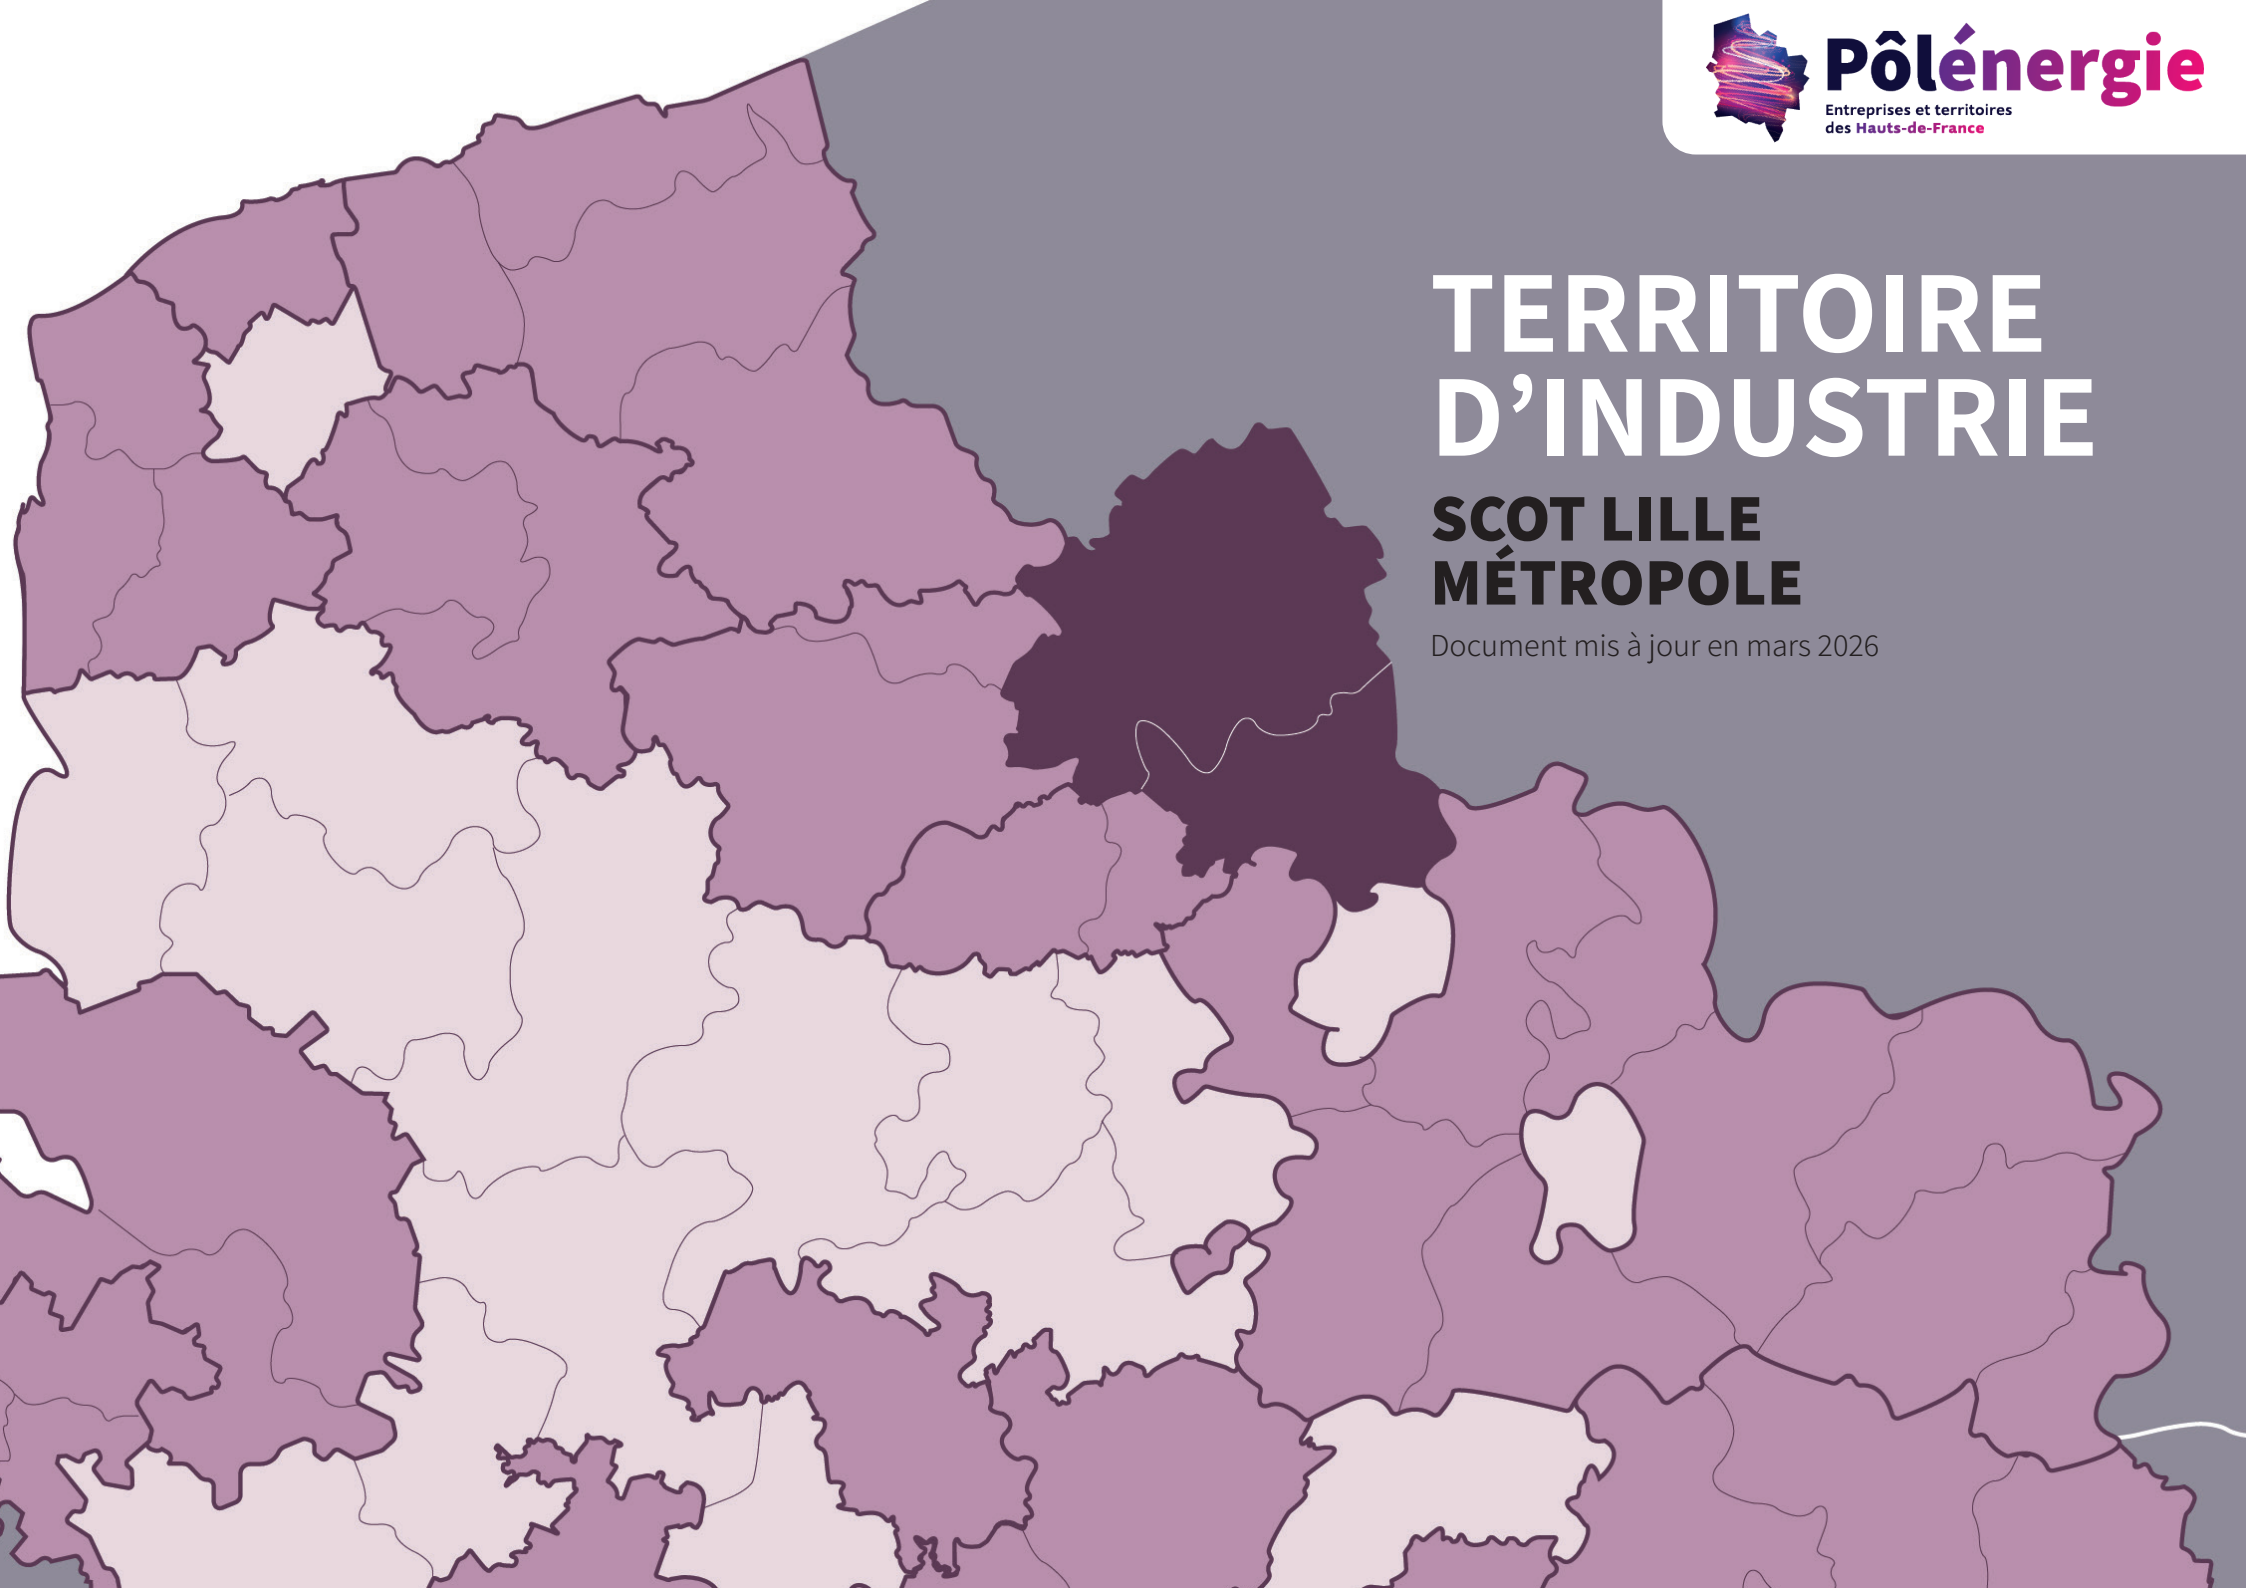 Pôlénergie
Entreprises et territoires
des Hauts-de-France
TERRITOIRE
D’INDUSTRIE
SCOT LILLE
MÉTROPOLE
Document mis à jour en mars 2026